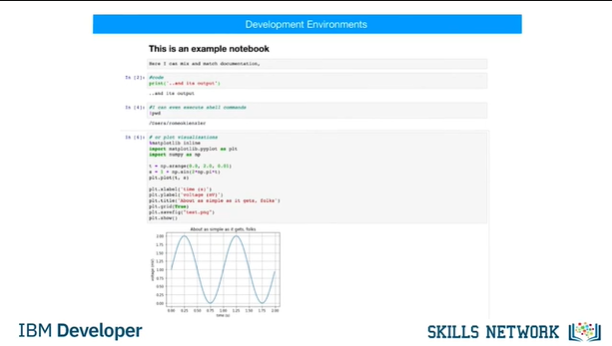 Development Environments
This is an example notebook
Here I can mix and match documentation,
In [2]: #code
print('..and its output')
..and its output
In [4]: #I can even execute shell commands
!pwd
/Users/romeokienzler
In [6]: # or plot visualizations
%matplotlib inline
import matplotlib.pyplot as plt
import numpy as np
t = np.arange(0.0, 2.0, 0.01)
s = 1 + np.sin(2*np.pi*t)
plt.plot(t, s)
plt.xlabel('time (s)')
plt.ylabel('voltage (mV)')
plt.title('About as simple as it gets, folks')
plt.grid(True)
plt.savefig("test.png")
plt.show()
About as simple as it gets, folks
2.00
1.75
1.50
1.25
1.00
0.75
0.50
0.25
0.00
voltage (mV)
0.00 0.25 0.50 0.75 1.00 1.25 1.50 1.75 2.00
time (s)
IBM Developer
SKILLS NETWORK